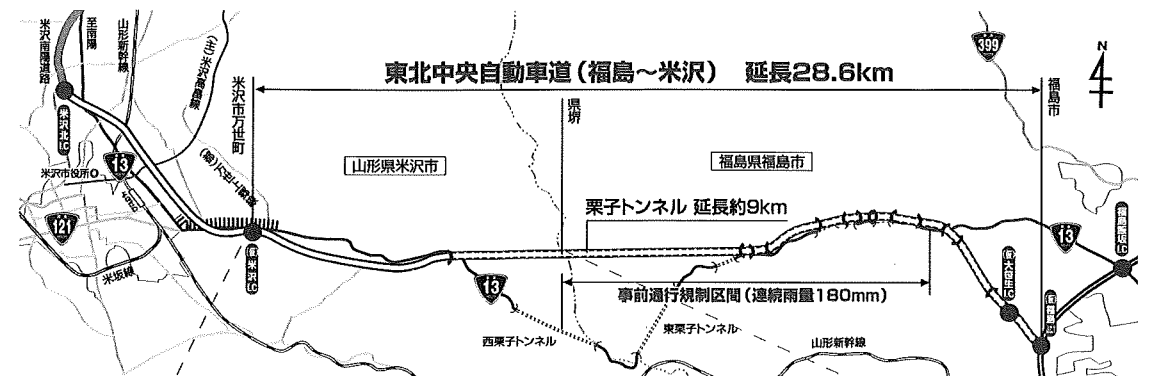 東北中央自動車道（福島～米沢）　延長28.6km
米沢南陽道路
至南陽
山形新幹線
(主)米沢高畠線
米沢市万世町
県境
福島市
399
N
米沢北IC
13
米沢市役所
山形県米沢市
福島県福島市
栗子トンネル 延長約9km
121
米坂線
(仮)米沢IC
13
事前通行規制区間（連続雨量180mm）
西栗子トンネル
東栗子トンネル
山形新幹線
13
福島飯坂IC
(仮)大笹生IC